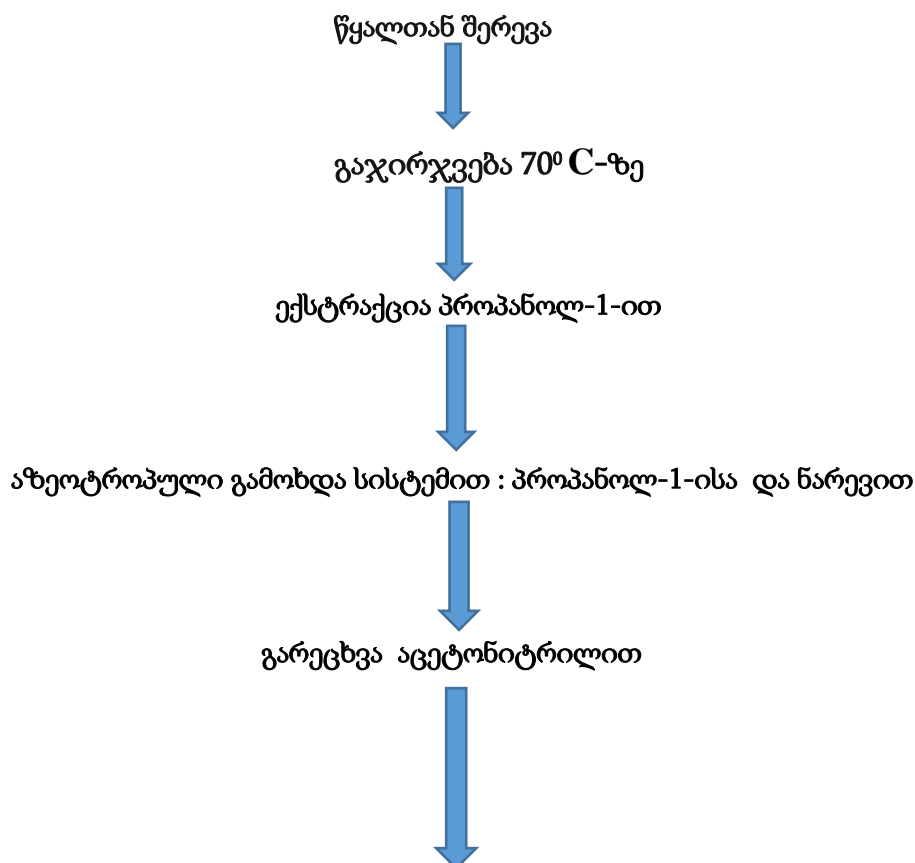 წყალთან შერევა
გაჯირჯვება 70⁰ C-ზე
ექსტრაქცია პროპანოლ-1-ით
აზეოტროპული გამოხდა სისტემით : პროპანოლ-1-ისა და ნარევით
გარეცხვა აცეტონიტრილით